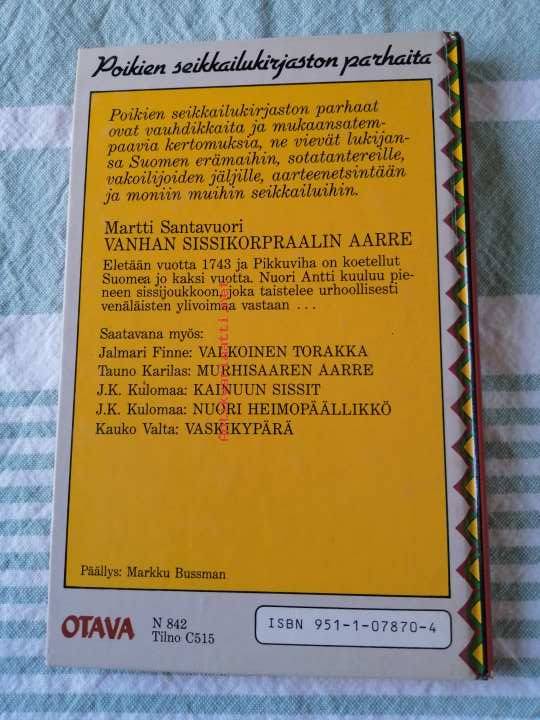 Poikien seikkailukirjaston parhaita
Poikien seikkailukirjaston parhaat
ovat vauhdikkaita ja mukaansatem-
paavia kertomuksia, ne vievät lukijan-
sa Suomen erämaihin, sotatantereille,
vakoilijoiden jäljille, aarteenetsintään
ja moniin muihin seikkailuihin.
Martti Santavuori
VANHAN SISSIKORPRAALIN AARRE
Eletään vuotta 1743 ja Pikkuviha on koetellut
Suomea jo kaksi vuotta. Nuori Antti kuuluu pie-
neen sissijoukkoon, joka taistelee urhoollisesti
venäläisten ylivoimaa vastaan ...
Saatavana myös:
Jalmari Finne: VALKOINEN TORAKKA
Tauno Karilas: MURHISAAREN AARRE
J.K. Kulomaa: KAINUUN SISSIT
J.K. Kulomaa: NUORI HEIMOPÄÄLLIKKÖ
Kauko Valta: VASKIKYPÄRÄ
Päällys: Markku Bussman
OTAVA
N 842
Tilno C515
ISBN 951-1-07870-4